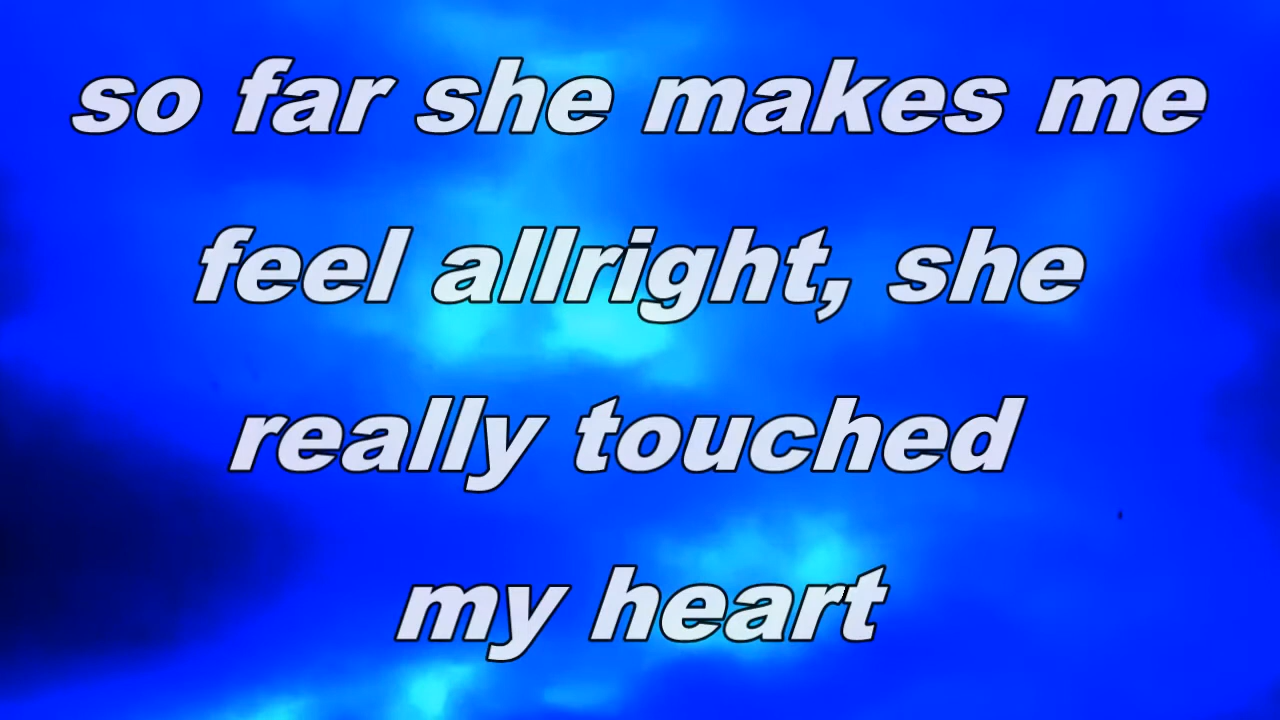 so far she makes me
feel allright, she
really touched
my heart